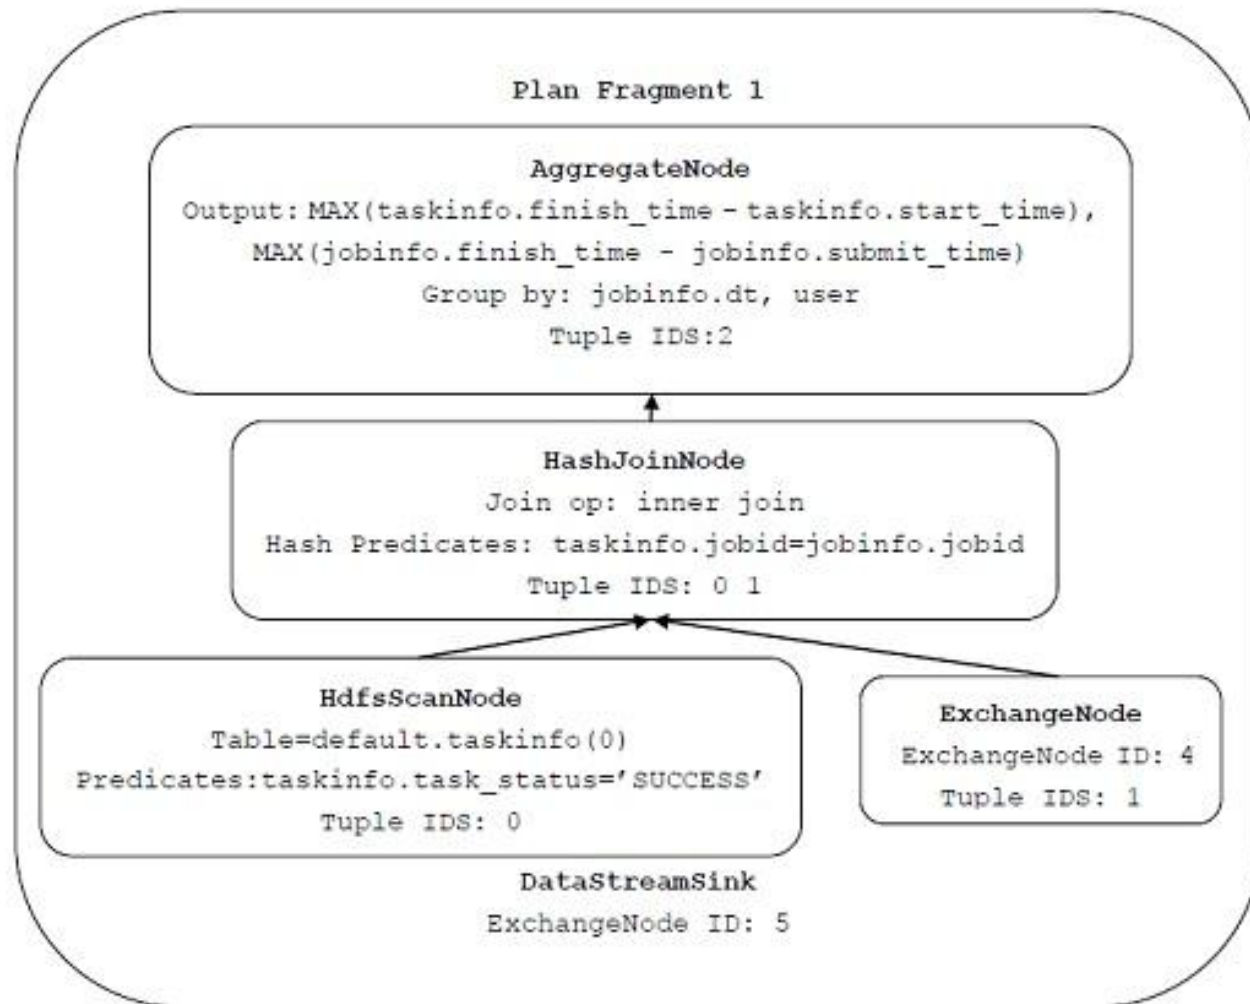 Plan Fragment 1
AggregateNode
Output: MAX(taskinfo.finish_time - taskinfo.start_time),
MAX(jobinfo.finish_time - jobinfo.submit_time)
Group by: jobinfo.dt, user
Tuple IDS:2
HashJoinNode
Join op: inner join
Hash Predicates: taskinfo.jobid=jobinfo.jobid
Tuple IDS: 0 1
HdfsScanNode
Table=default.taskinfo(0)
Predicates:taskinfo.task_status=’SUCCESS’
Tuple IDS: 0
ExchangeNode
ExchangeNode ID: 4
Tuple IDS: 1
DataStreamSink
ExchangeNode ID: 5